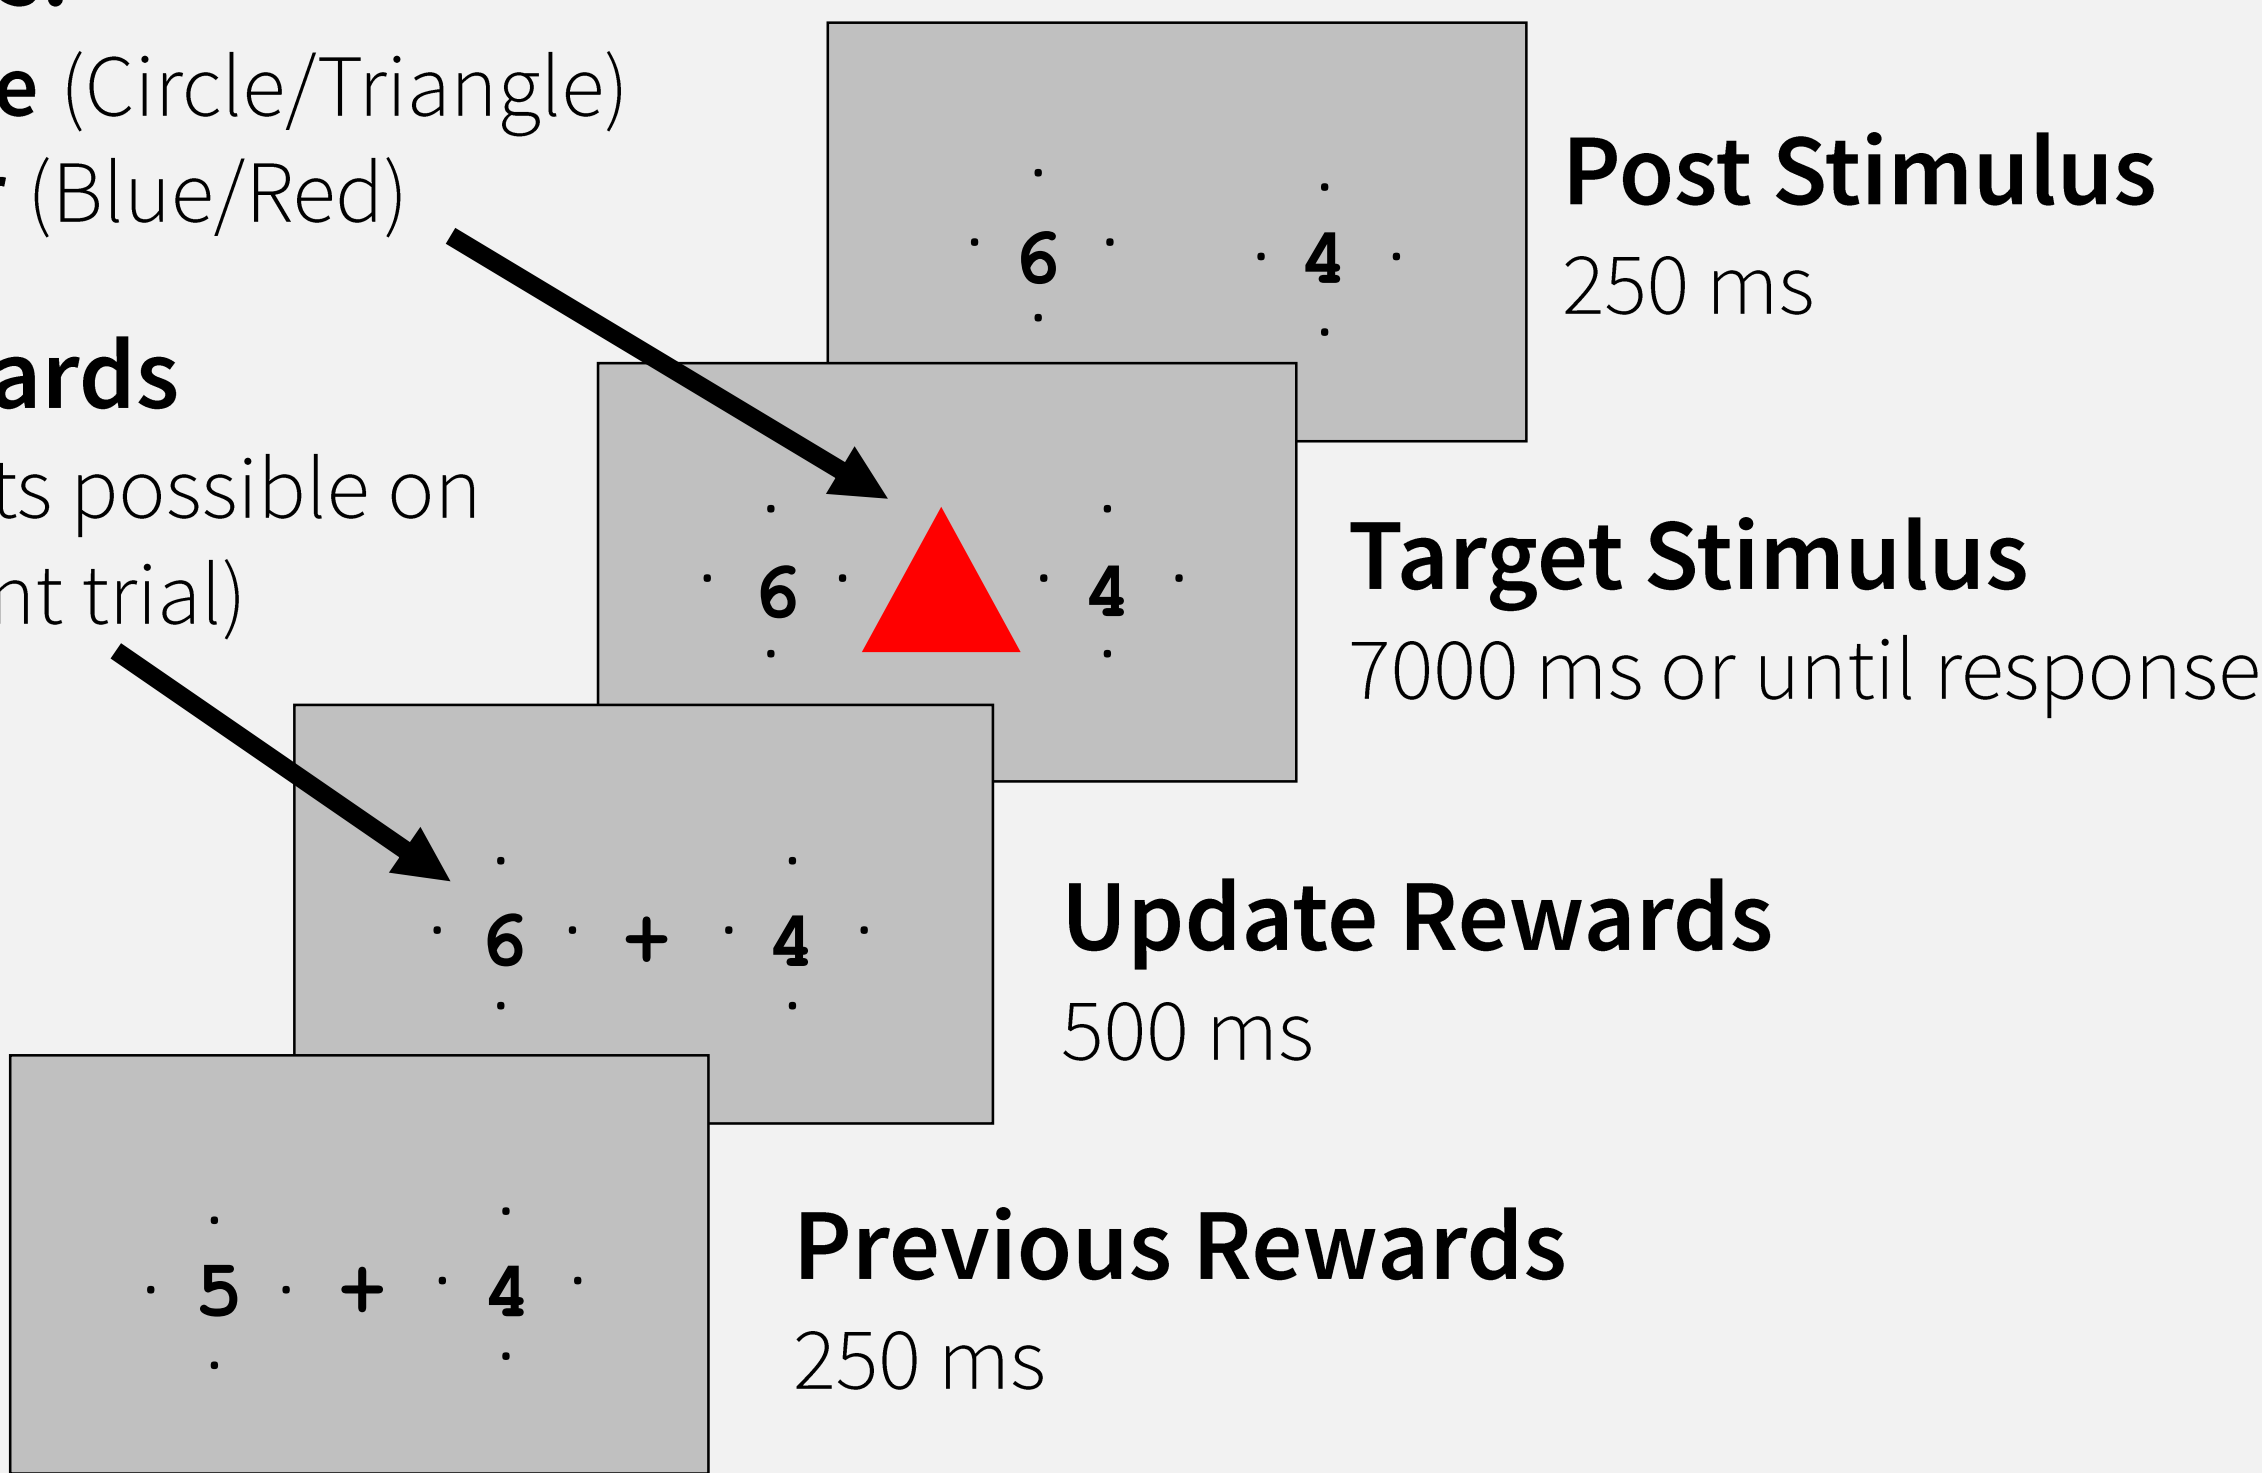 e (Circle/Triangle)
r (Blue/Red)
ards
ts possible on
nt trial)
6 4
Post Stimulus
250 ms
6 4
Target Stimulus
7000 ms or until response
6 + 4
Update Rewards
500 ms
5 + 4
Previous Rewards
250 ms